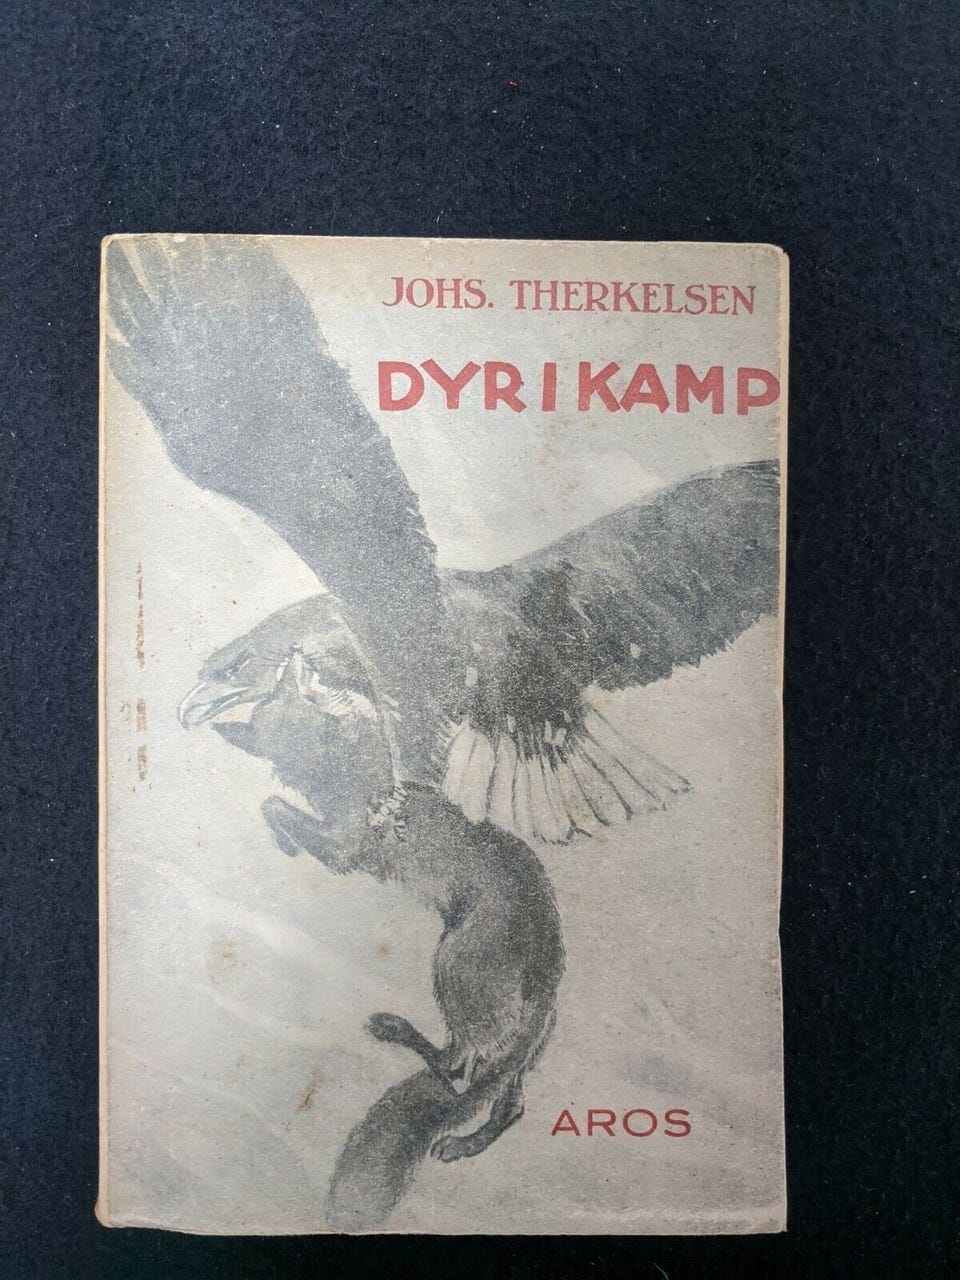 JOHS. THERKELSEN
DYR I KAMP
AROS